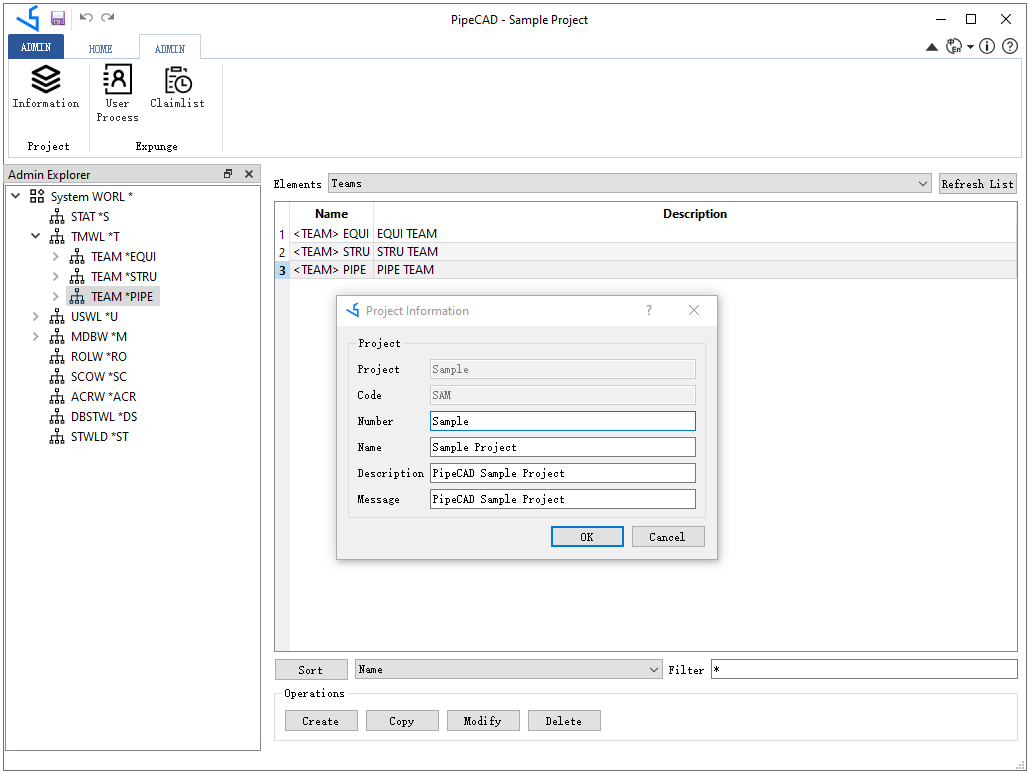 PipeCAD - Sample Project
ADMIN HOME ADMIN
中 En
Information
User Process
Claimlist
Project
Expunge
Admin Explorer
System WORL *
STAT *S
TMWL *T
TEAM *EQUI
TEAM *STRU
TEAM *PIPE
USWL *U
MDBW *M
ROLW *RO
SCOW *SC
ACRW *ACR
DBSTWL *DS
STWLD *ST
Elements Teams Refresh List
Name Description
1 <TEAM> EQUI EQUI TEAM
2 <TEAM> STRU STRU TEAM
3 <TEAM> PIPE PIPE TEAM
Project Information ?
Project
Project Sample
Code SAM
Number Sample
Name Sample Project
Description PipeCAD Sample Project
Message PipeCAD Sample Project
OK Cancel
Sort Name Filter *
Operations
Create Copy Modify Delete